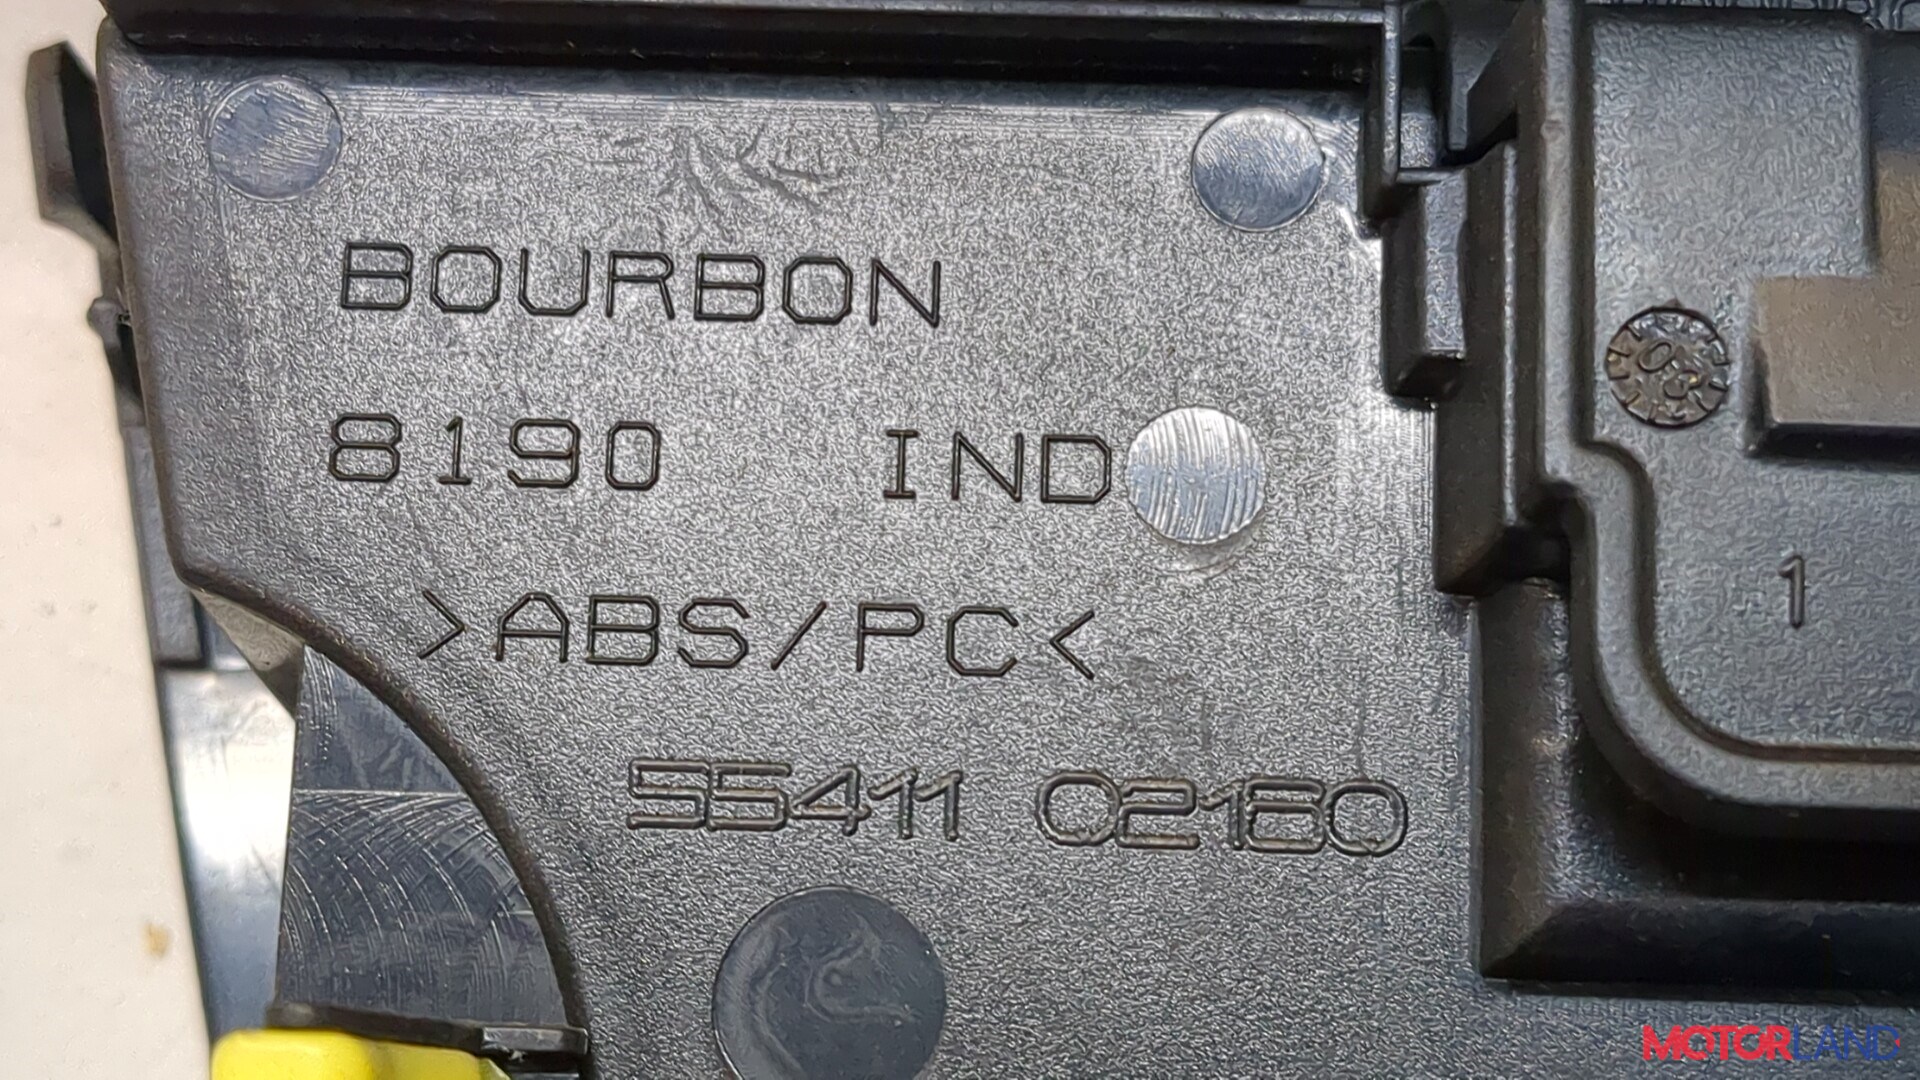 BOURBON
8190 IND
>ABS/PC<
55411 02160
1
MOTORLAND